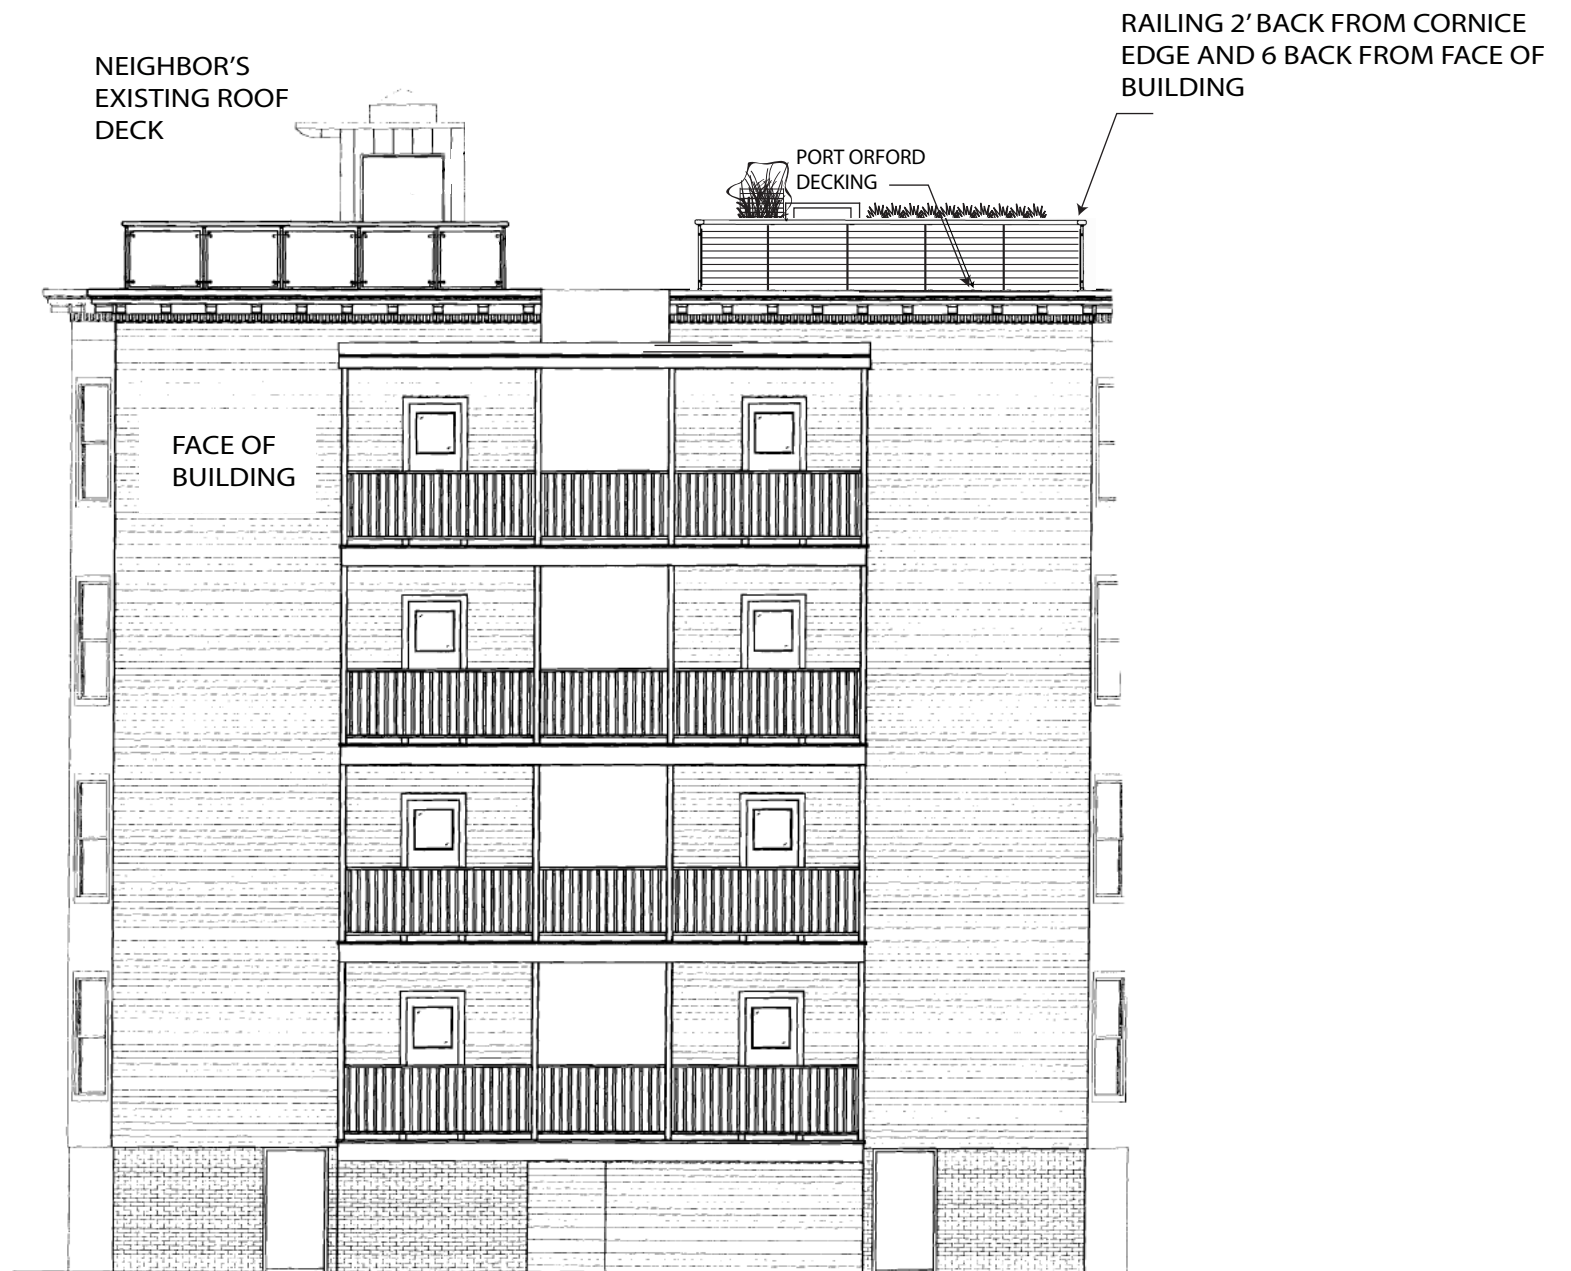 RAILING 2’ BACK FROM CORNICE
EDGE AND 6 BACK FROM FACE OF
BUILDING
NEIGHBOR’S
EXISTING ROOF
DECK
PORT ORFORD
DECKING
FACE OF
BUILDING